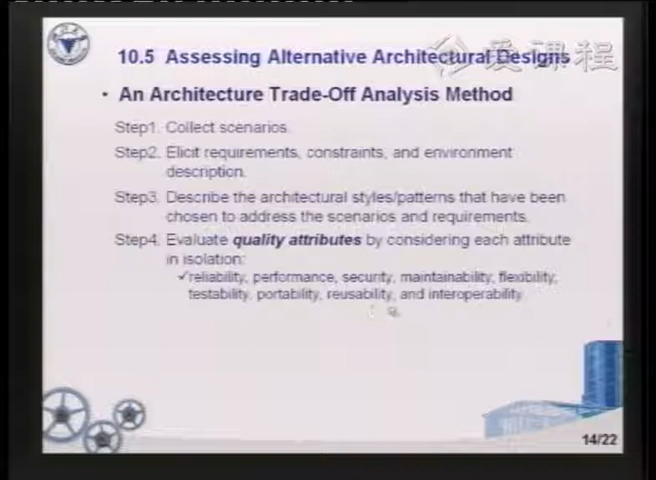 爱课程
10.5 Assessing Alternative Architectural Designs
• An Architecture Trade-Off Analysis Method
Step1. Collect scenarios.
Step2. Elicit requirements, constraints, and environment
description.
Step3. Describe the architectural styles/patterns that have been
chosen to address the scenarios and requirements.
Step4. Evaluate quality attributes by considering each attribute
in isolation:
✓reliability, performance, security, maintainability, flexibility,
testability, portability, reusability, and interoperability.
14/22